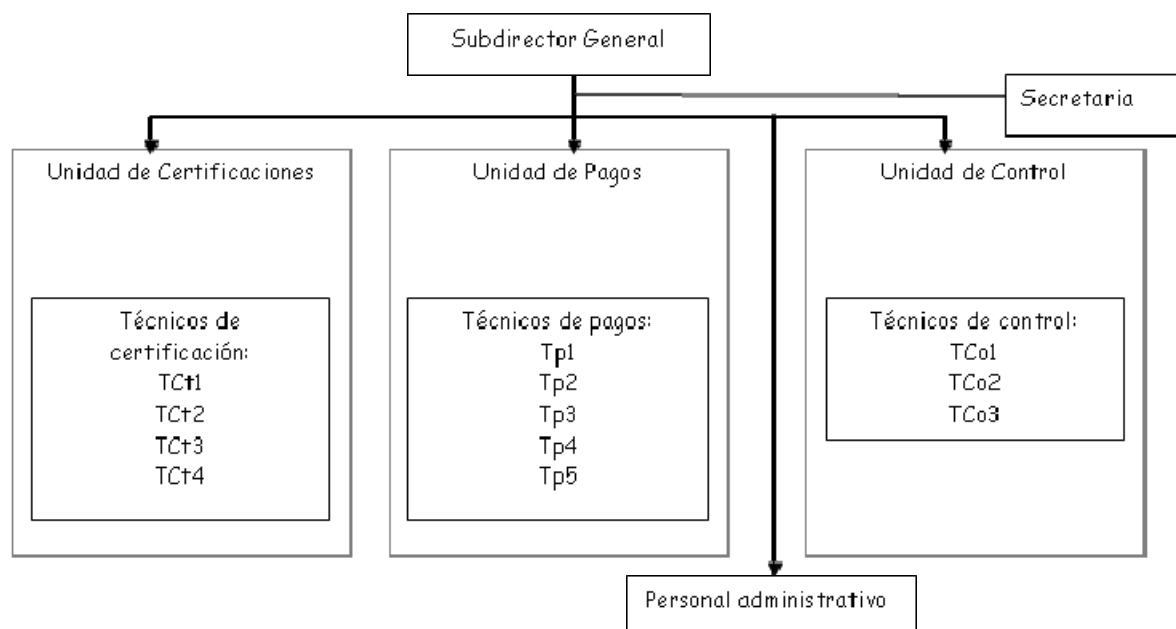 Subdirector General
Secretaria
Unidad de Certificaciones
Técnicos de
certificación:
TCt1
TCt2
TCt3
TCt4
Unidad de Pagos
Técnicos de pagos:
Tp1
Tp2
Tp3
Tp4
Tp5
Unidad de Control
Técnicos de control:
TCo1
TCo2
TCo3
Personal administrativo